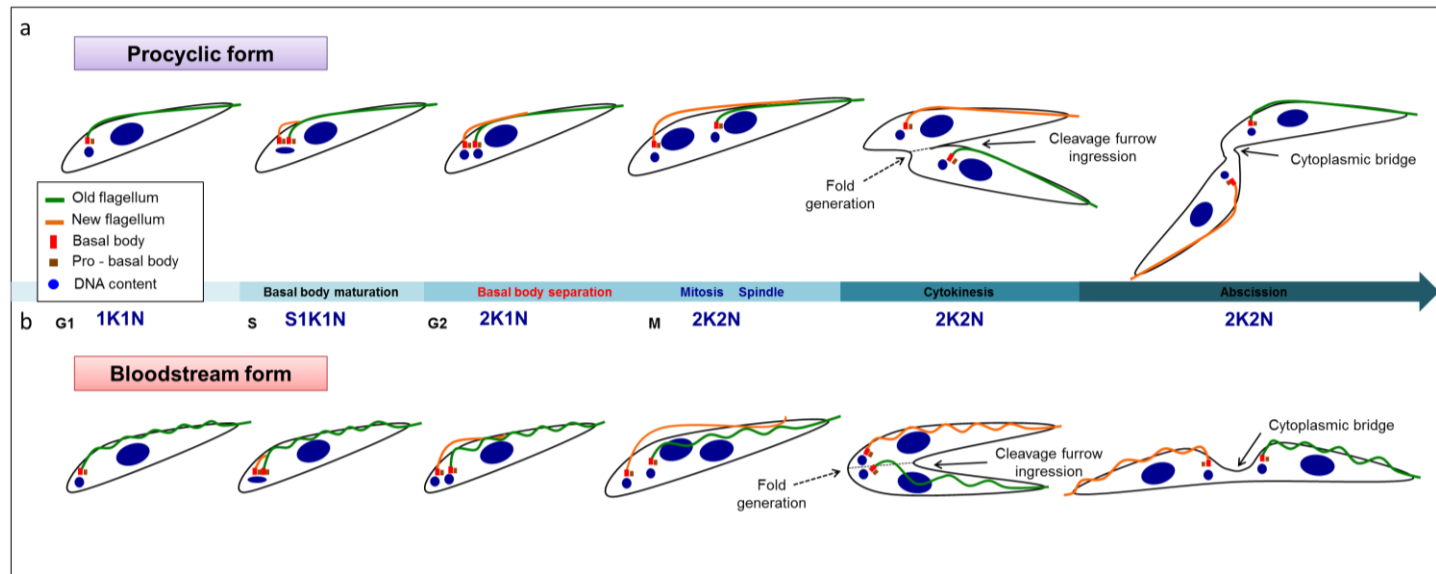 a
Procyclic form
Cleavage furrow
ingression
Fold
generation
Cytoplasmic bridge
Old flagellum
New flagellum
Basal body
Pro - basal body
DNA content
Basal body maturation
Basal body separation
Mitosis Spindle
Cytokinesis
Abscission
b
G1 1K1N
S S1K1N
G2 2K1N
M 2K2N
2K2N
2K2N
Bloodstream form
Fold
generation
Cleavage furrow
ingression
Cytoplasmic bridge